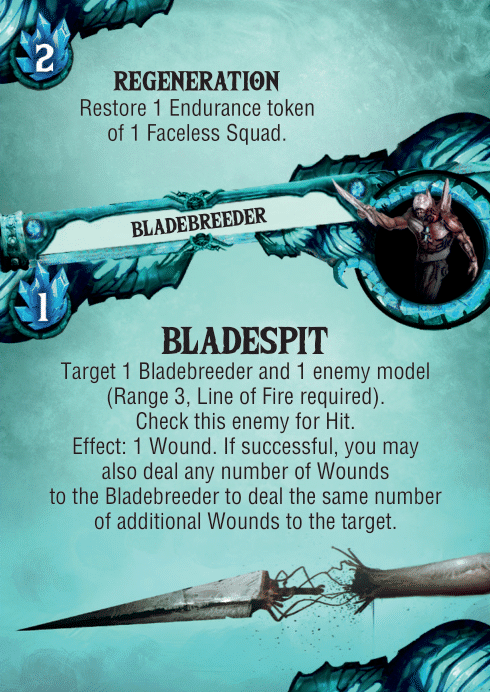 2
REGENERATION
Restore 1 Endurance token
of 1 Faceless Squad.
BLADEBREEDER
1
BLADESPIT
Target 1 Bladebreeder and 1 enemy model
(Range 3, Line of Fire required).
Check this enemy for Hit.
Effect: 1 Wound. If successful, you may
also deal any number of Wounds
to the Bladebreeder to deal the same number
of additional Wounds to the target.